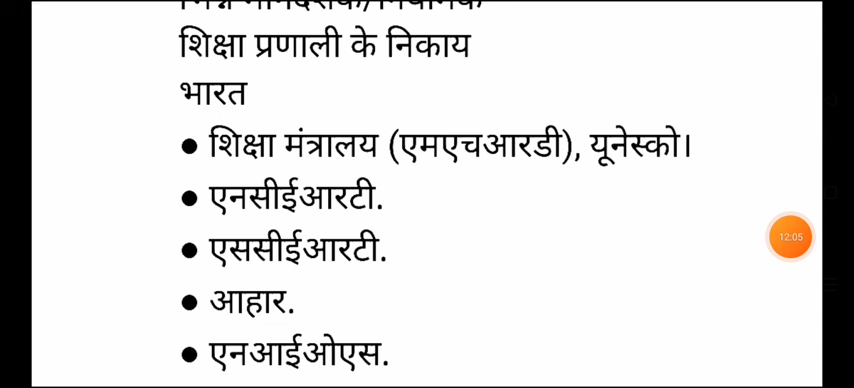 शिक्षा प्रणाली के निकाय
भारत
● शिक्षा मंत्रालय (एमएचआरडी), यूनेस्को।
● एनसीईआरटी.
● एससीईआरटी.
● आहार.
● एनआईओएस.
12:05